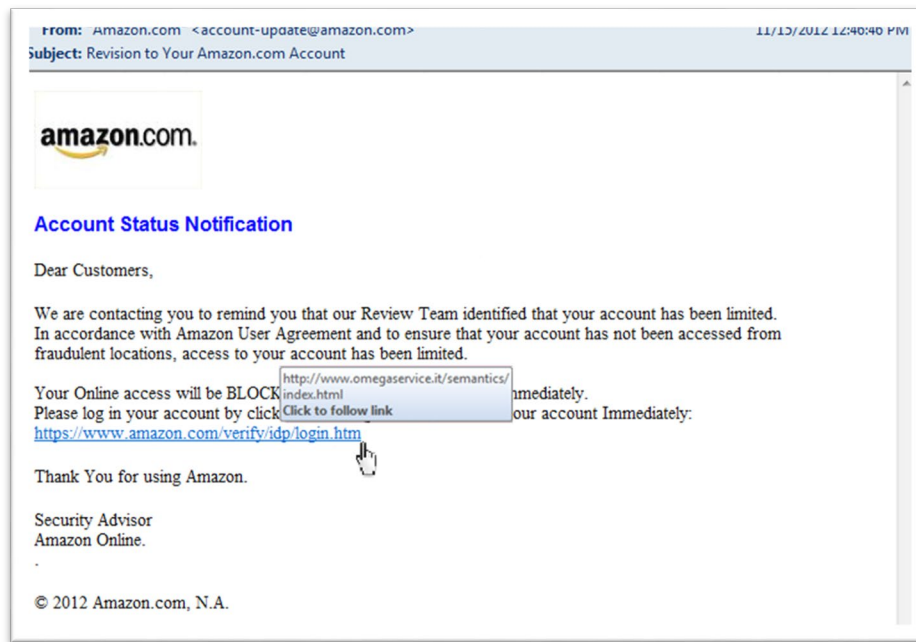 From: Amazon.com <account-update@amazon.com> 11/15/2012 12:46:46 PM
Subject: Revision to Your Amazon.com Account
amazon.com.
Account Status Notification
Dear Customers,
We are contacting you to remind you that our Review Team identified that your account has been limited.
In accordance with Amazon User Agreement and to ensure that your account has not been accessed from
fraudulent locations, access to your account has been limited.
Your Online access will be BLOCK mmediately.
Please log in your account by click our account Immediately:
http://www.omegaservice.it/semantics/
index.html
Click to follow link
https://www.amazon.com/verify/idp/login.htm
Thank You for using Amazon.
Security Advisor
Amazon Online.
.
© 2012 Amazon.com, N.A.